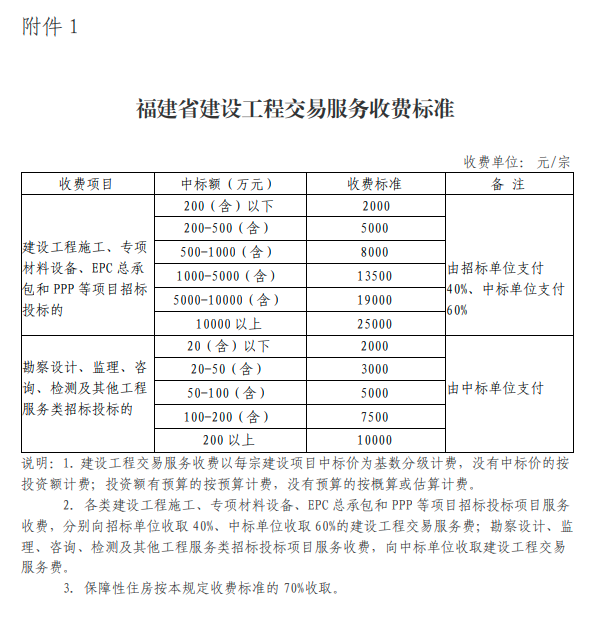 附件 1
福建省建设工程交易服务收费标准
收费单位： 元/宗
收费项目 中标额（万元） 收费标准 备 注
建设工程施工、专项
材料设备、EPC 总承
包和 PPP 等项目招标
投标的
200（含）以下 2000
200-500（含） 5000
500-1000（含） 8000
1000-5000（含） 13500
5000-10000（含） 19000
10000 以上 25000
由招标单位支付
40%、中标单位支付
60%
勘察设计、监理、咨
询、检测及其他工程
服务类招标投标的
20（含）以下 2000
20-50（含） 3000
50-100（含） 5000
100-200（含） 7500
200 以上 10000
由中标单位支付
说明：1. 建设工程交易服务收费以每宗建设项目中标价为基数分级计费，没有中标价的按
投资额计费；投资额有预算的按预算计费，没有预算的按概算或估算计费。
2. 各类建设工程施工、专项材料设备、EPC 总承包和 PPP 等项目招标投标项目服务
收费，分别向招标单位收取 40%、中标单位收取 60%的建设工程交易服务费；勘察设计、监
理、咨询、检测及其他工程服务类招标投标项目服务收费，向中标单位收取建设工程交易
服务费。
3. 保障性住房按本规定收费标准的 70%收取。